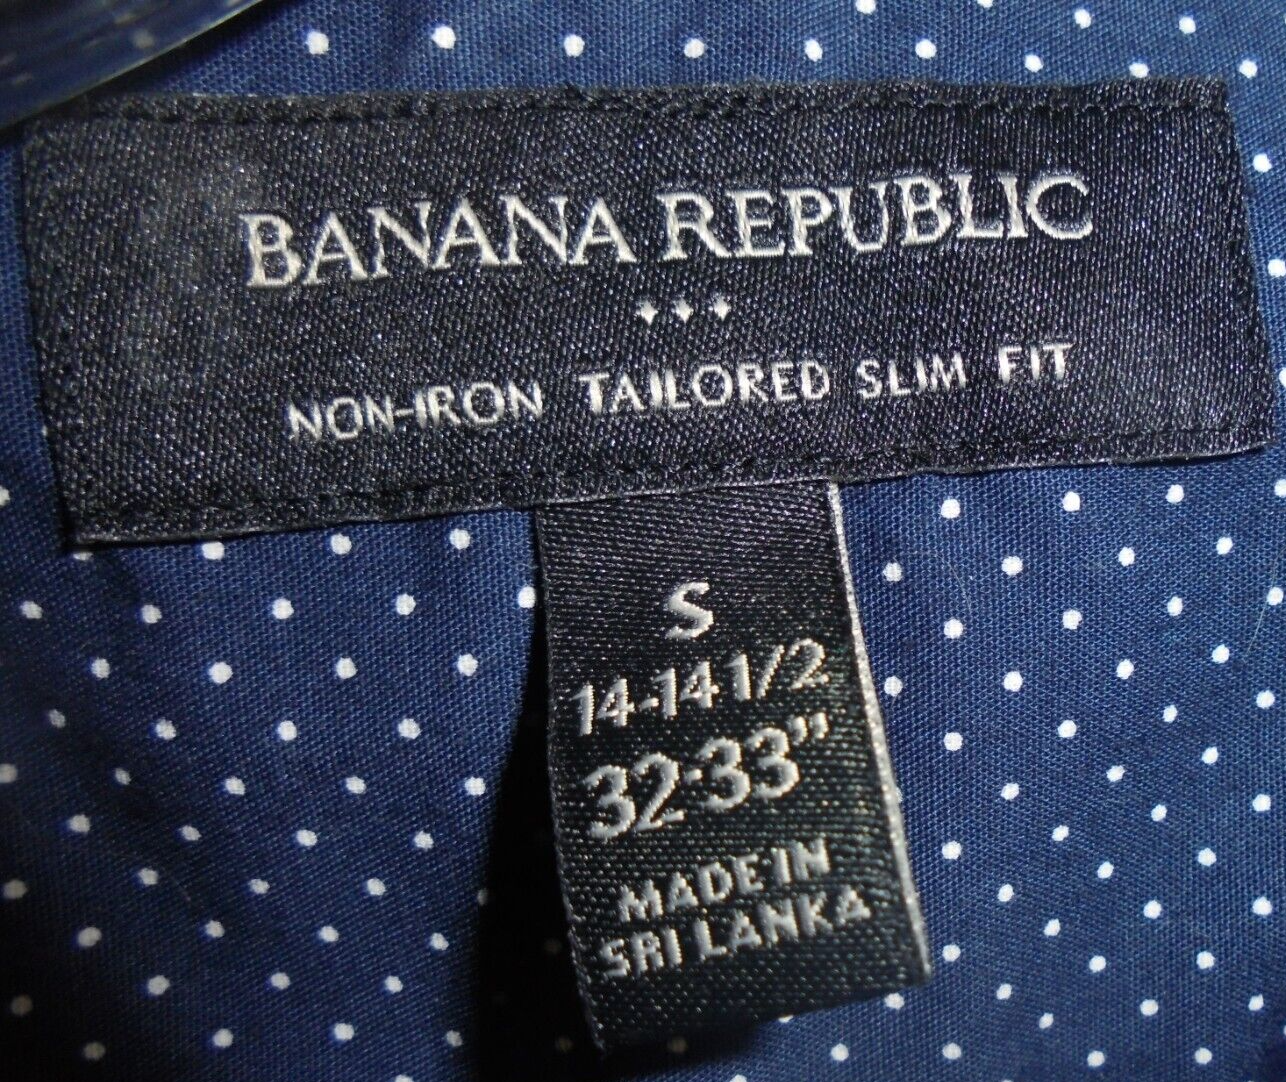 BANANA REPUBLIC
NON-IRON TAILORED SLIM FIT
S
14-14 1/2
32-33"
MADE IN
SRI LANKA